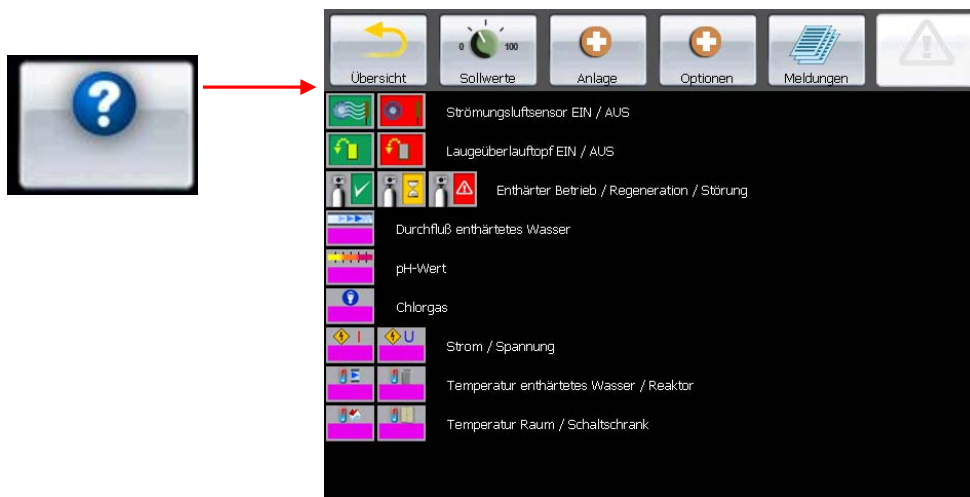 ?
0 100
Übersicht Sollwerte Anlage Optionen Meldungen
Strömungsluftsensor EIN / AUS
Laugeüberlauftopf EIN / AUS
Enthärter Betrieb / Regeneration / Störung
Durchfluß enthärtetes Wasser
pH-Wert
Chlorgas
I U
Strom / Spannung
Temperatur enthärtetes Wasser / Reaktor
Temperatur Raum / Schaltschrank